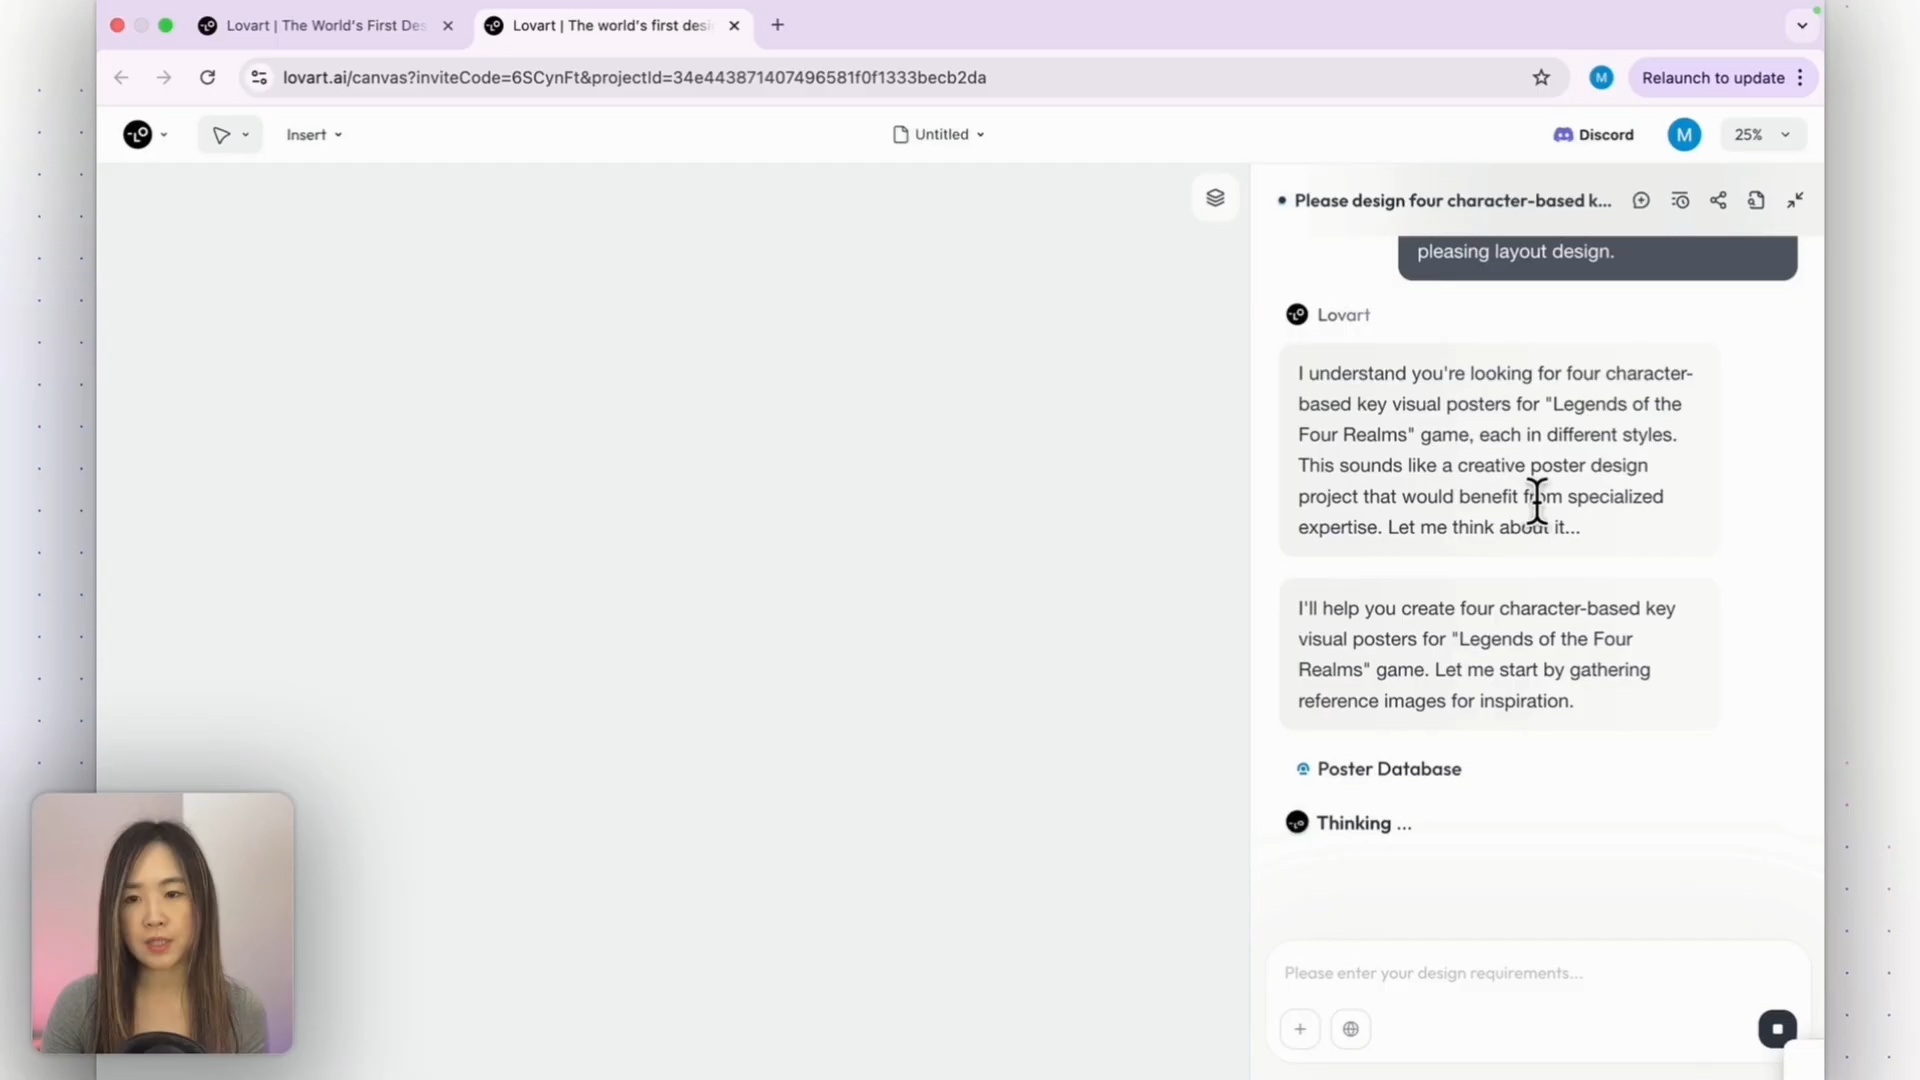 Lovart | The World's First Des
Lovart | The world's first desi
lovart.ai/canvas?inviteCode=6SCynFt&projectId=34e443871407496581f0f1333becb2da
M
Relaunch to update
Insert
Untitled
Discord
M
25%
Please design four character-based k...
pleasing layout design.
Lovart
I understand you're looking for four character-
based key visual posters for "Legends of the
Four Realms" game, each in different styles.
This sounds like a creative poster design
project that would benefit from specialized
expertise. Let me think about it...
I'll help you create four character-based key
visual posters for "Legends of the Four
Realms" game. Let me start by gathering
reference images for inspiration.
Poster Database
Thinking ...
Please enter your design requirements...